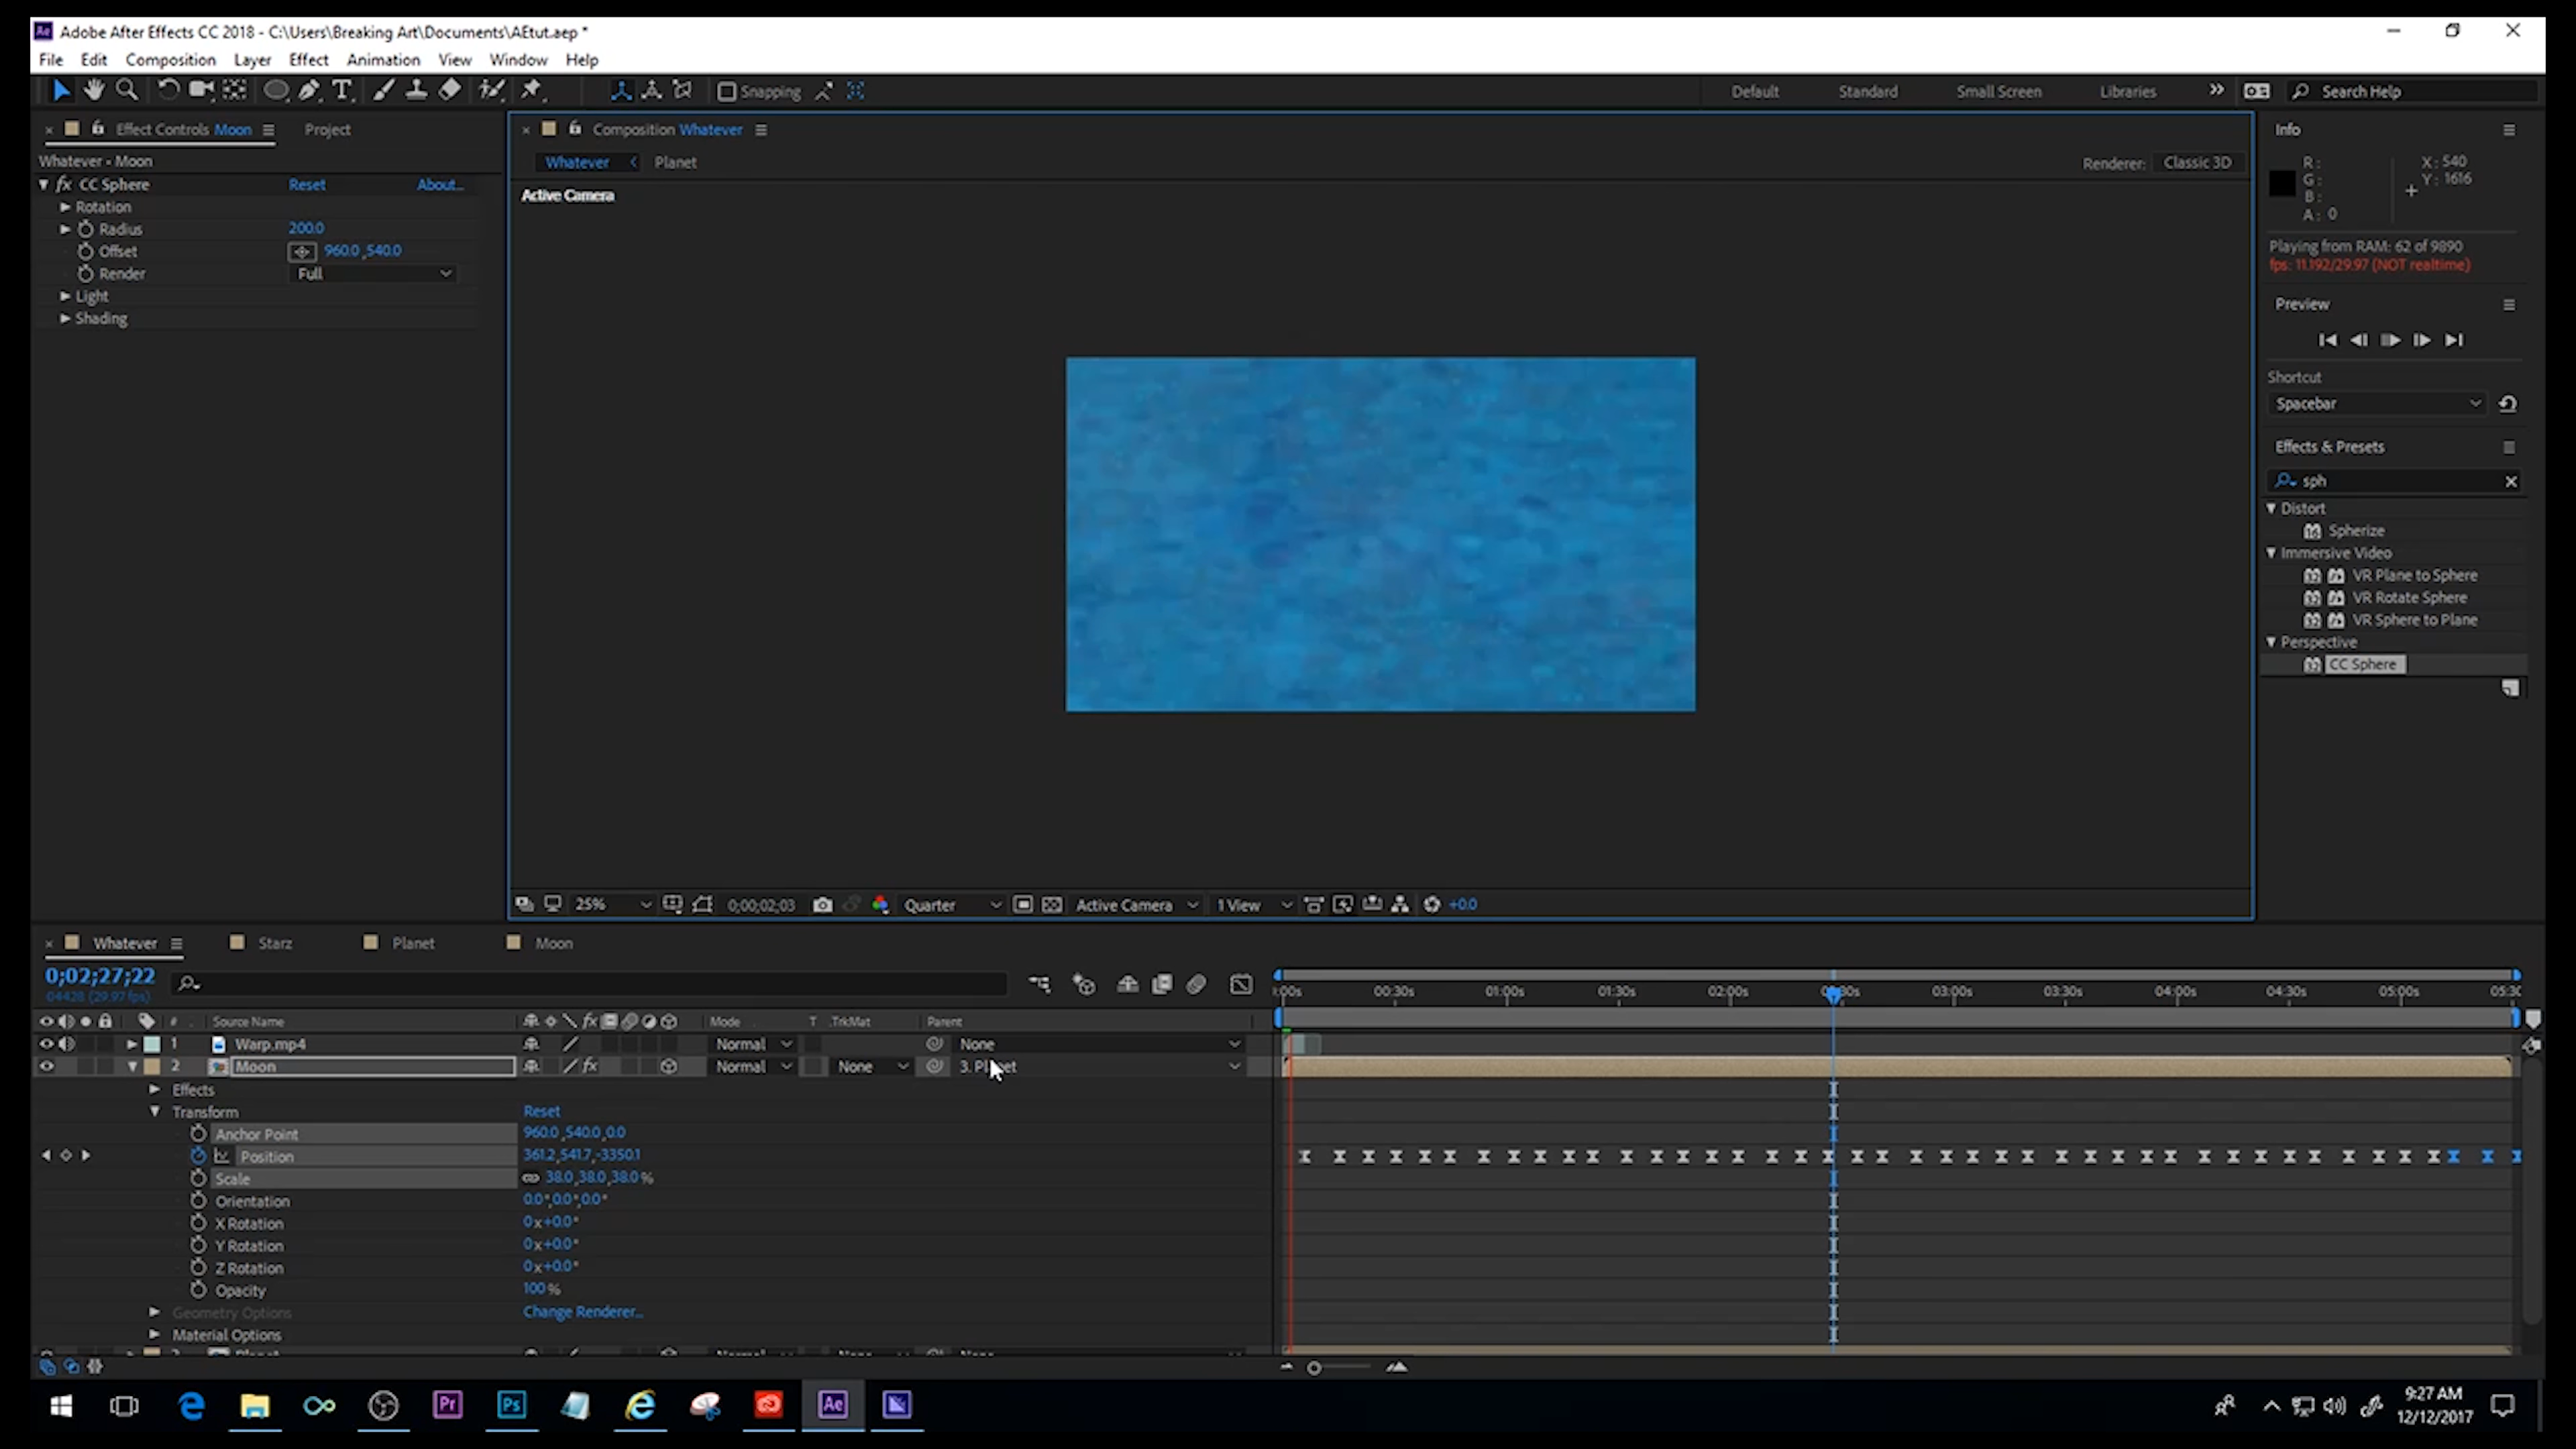 Adobe After Effects CC 2018 - C:\Users\Breaking Art\Documents\AEtut.aep *
File Edit Composition Layer Effect Animation View Window Help
Snapping Default Standard Small Screen Libraries Search Help
Effect Controls Moon Project
Whatever • Moon
fx CC Sphere Reset About...
Rotation
Radius 200.0
Offset 960.0 ,540.0
Render Full
Light
Shading
Composition Whatever
Whatever Planet
Renderer: Classic 3D
Active Camera
25% 0;00;02;03 Quarter Active Camera 1 View +0.0
Info
R: X: 540
G: Y: 1616
B:
A: 0
Playing from RAM: 62 of 9890
fps: 11.192/29.97 (NOT realtime)
Preview
Shortcut
Spacebar
Effects & Presets
sph
Distort
Spherize
Immersive Video
VR Plane to Sphere
VR Rotate Sphere
VR Sphere to Plane
Perspective
CC Sphere
Whatever Starz Planet Moon
0;02;27;22
04428 (29.97 fps)
00:30s 01:00s 01:30s 02:00s 03:00s 03:30s 04:00s 04:30s 05:00s
# Source Name fx Mode T .TrkMat Parent
1 Warp.mp4 Normal None
2 Moon fx Normal None
Effects
Transform Reset
Anchor Point 960.0 ,540.0,0.0
Position 361.2,541.7,-3350.1
Scale 38.0,38.0,38.0%
Orientation 0.0°,0.0°,0.0°
X Rotation 0x+0.0°
Y Rotation 0x+0.0°
Z Rotation 0x+0.0°
Opacity 100%
Geometry Options Change Renderer...
Material Options
Pr Ps Ae
9:27 AM
12/12/2017